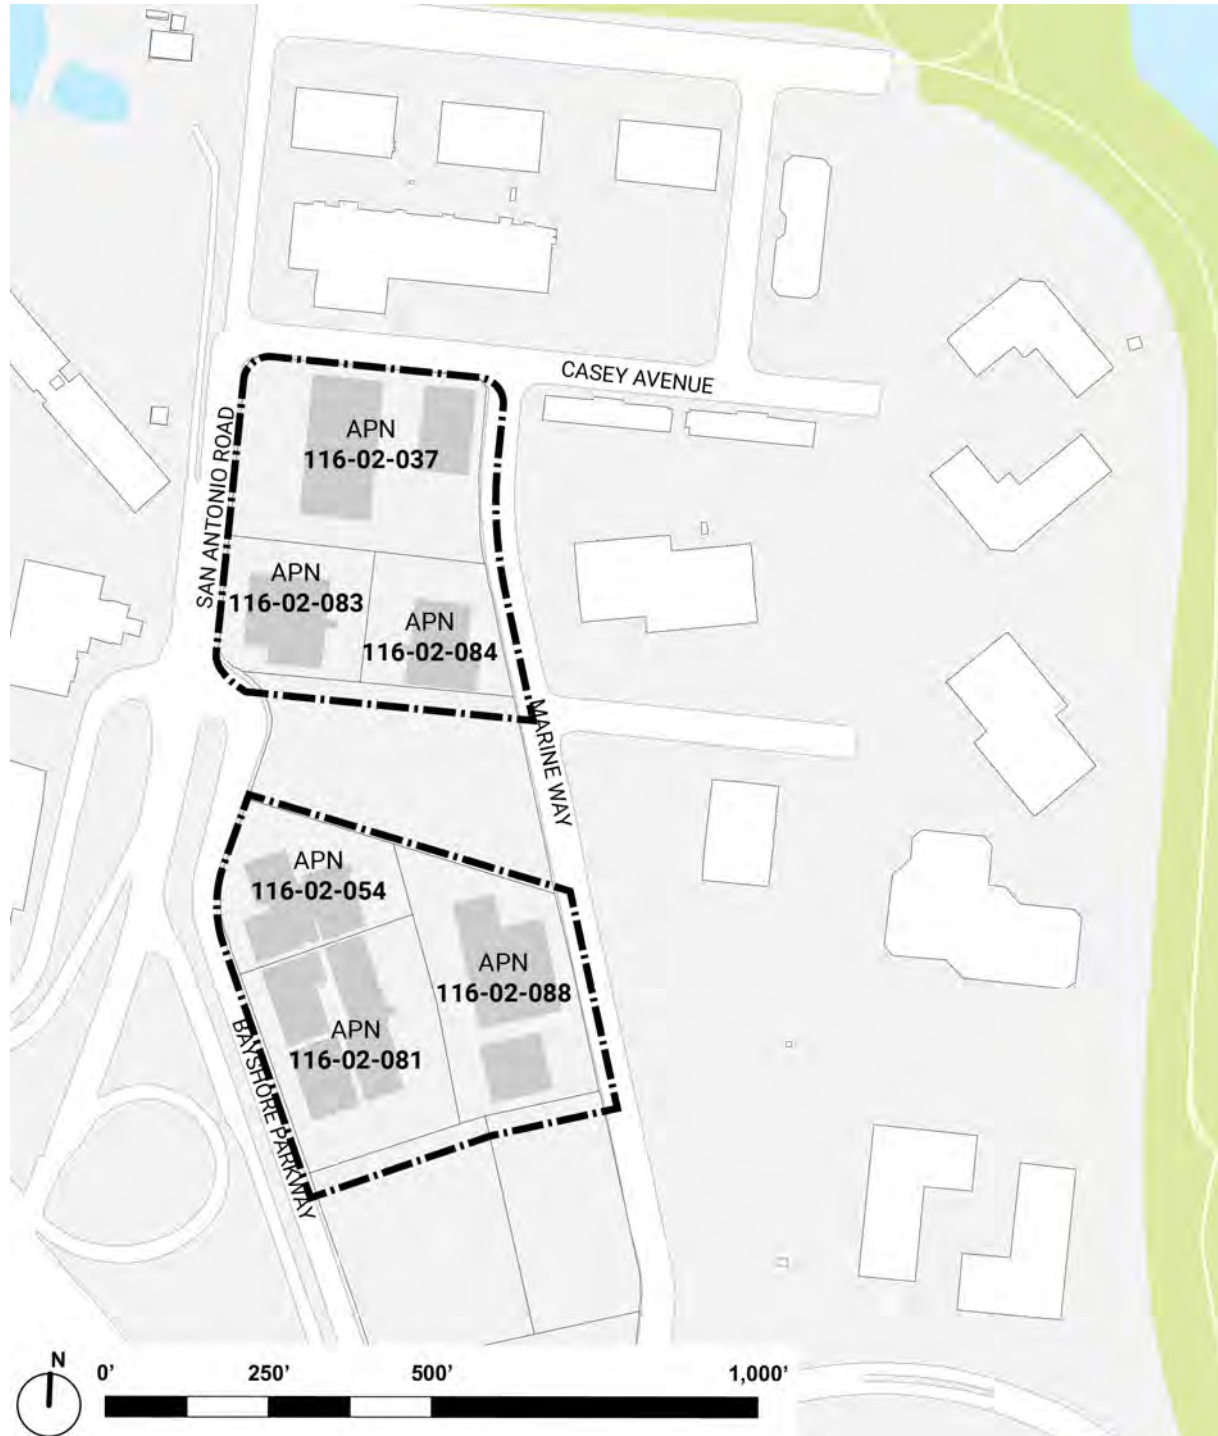 CASEY AVENUE
SAN ANTONIO ROAD
APN
116-02-037
APN
116-02-083
APN
116-02-084
MARINE WAY
APN
116-02-054
APN
116-02-088
APN
116-02-081
BAYSHORE PARKWAY
N
0' 250' 500' 1,000'